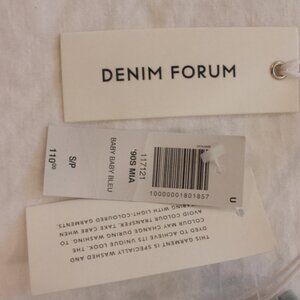 DENIM FORUM
117121
'90S MIA
BABY BABY BLEU
S/P
110.00
10000001801857
U
THIS GARMENT IS SPECIALLY WASHED AND
DYED TO ACHIEVE ITS UNIQUE LOOK. THE
COLOUR MAY CHANGE DURING WASHING. TO
AVOID COLOUR TRANSFER, TAKE CARE WHEN
WEARING WITH LIGHT-COLOURED GARMENTS.